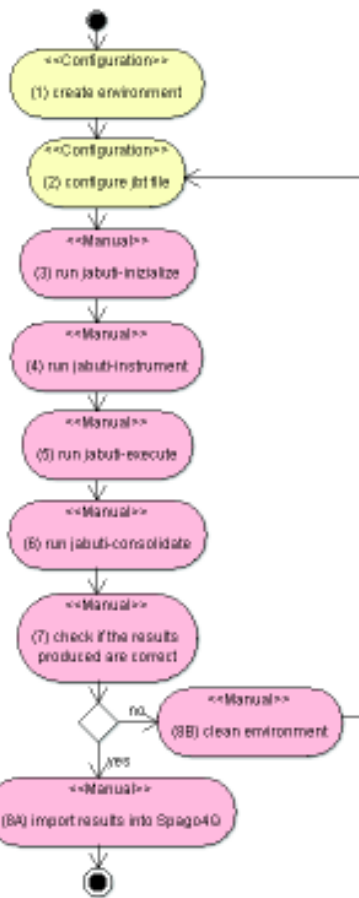 <<Configuration>>
(1) create environment
<<Configuration>>
(2) configure jbt file
<<Manual>>
(3) run jabuti-inizialize
<<Manual>>
(4) run jabuti-instrument
<<Manual>>
(5) run jabuti-execute
<<Manual>>
(6) run jabuti-consolidate
<<Manual>>
(7) check if the results
produced are correct
no
<<Manual>>
(8B) clean environment
yes
<<Manual>>
(8A) import results into Spago4Q